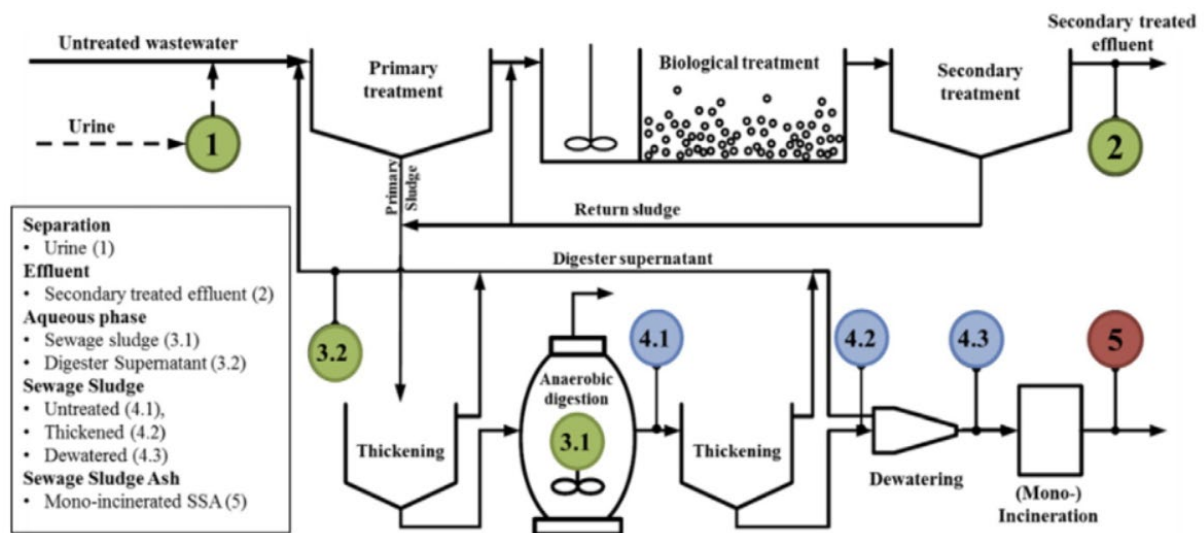 Untreated wastewater
Urine
1
Primary
treatment
Biological treatment
Secondary
treatment
Secondary treated
effluent
2
Primary
Sludge
Return sludge
Digester supernatant
Separation
• Urine (1)
Effluent
• Secondary treated effluent (2)
Aqueous phase
• Sewage sludge (3.1)
• Digester Supernatant (3.2)
Sewage Sludge
• Untreated (4.1),
• Thickened (4.2)
• Dewatered (4.3)
Sewage Sludge Ash
• Mono-incinerated SSA (5)
3.2
Thickening
Anaerobic
digestion
3.1
4.1
Thickening
4.2
Dewatering
4.3
(Mono-)
Incineration
5